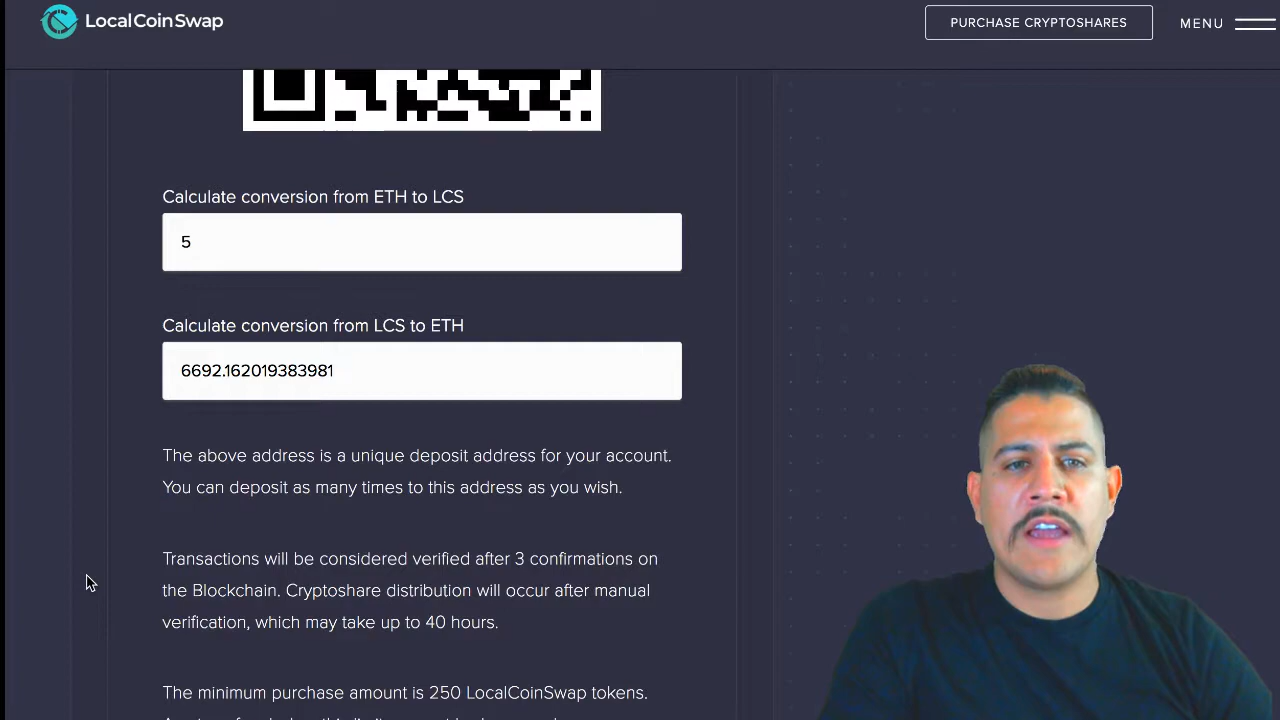 LocalCoinSwap
PURCHASE CRYPTOSHARES
MENU
Calculate conversion from ETH to LCS
5
Calculate conversion from LCS to ETH
6692.162019383981
The above address is a unique deposit address for your account.
You can deposit as many times to this address as you wish.
Transactions will be considered verified after 3 confirmations on
the Blockchain. Cryptoshare distribution will occur after manual
verification, which may take up to 40 hours.
The minimum purchase amount is 250 LocalCoinSwap tokens.